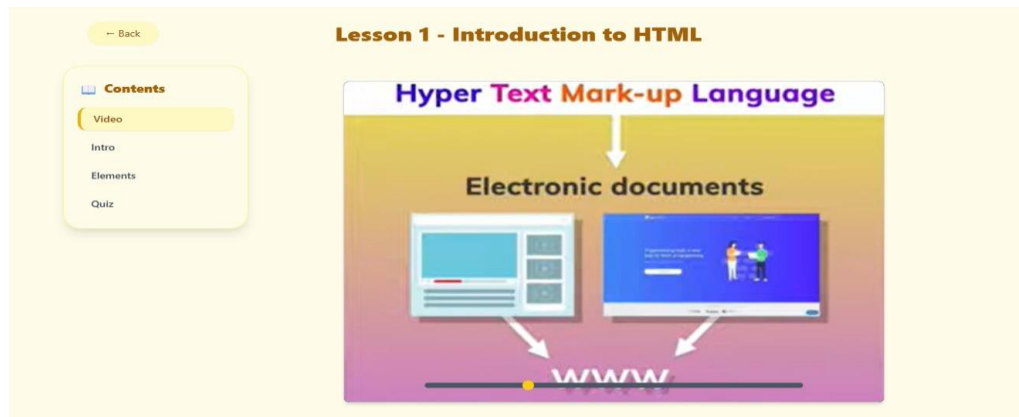 ← Back
Lesson 1 - Introduction to HTML
📖 Contents
Video
Intro
Elements
Quiz
Hyper Text Mark-up Language
Electronic documents
WWW